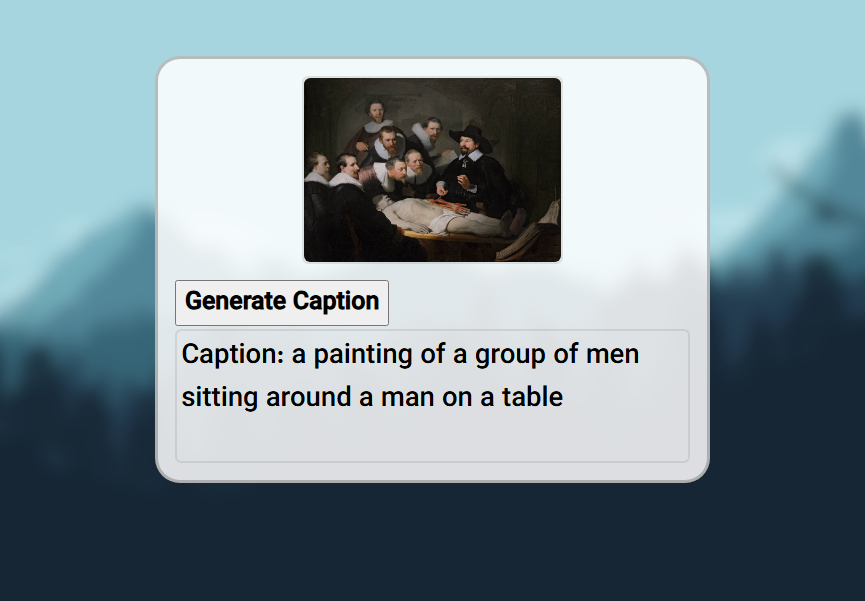 Generate Caption
Caption: a painting of a group of men
sitting around a man on a table